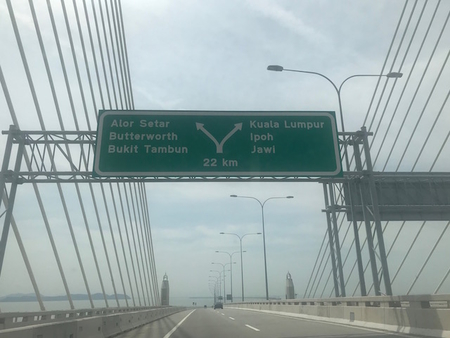 Alor Setar
Butterworth
Bukit Tambun
Kuala Lumpur
Ipoh
Jawi
22 km